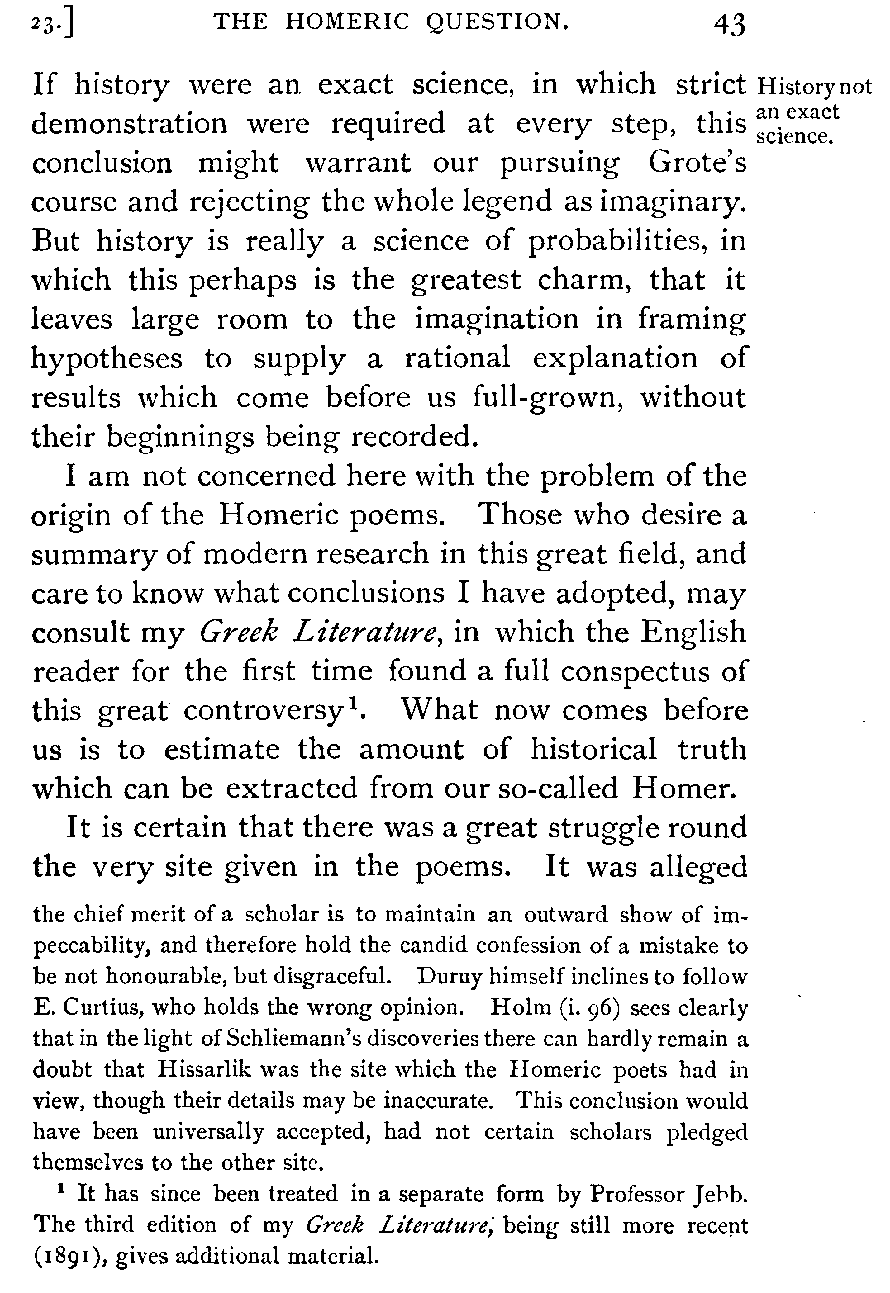 23.] THE HOMERIC QUESTION. 43
If history were an exact science, in which strict
demonstration were required at every step, this
conclusion might warrant our pursuing Grote's
course and rejecting the whole legend as imaginary.
But history is really a science of probabilities, in
which this perhaps is the greatest charm, that it
leaves large room to the imagination in framing
hypotheses to supply a rational explanation of
results which come before us full-grown, without
their beginnings being recorded.
History not
an exact
science.
I am not concerned here with the problem of the
origin of the Homeric poems. Those who desire a
summary of modern research in this great field, and
care to know what conclusions I have adopted, may
consult my Greek Literature, in which the English
reader for the first time found a full conspectus of
this great controversy¹. What now comes before
us is to estimate the amount of historical truth
which can be extracted from our so-called Homer.
It is certain that there was a great struggle round
the very site given in the poems. It was alleged
the chief merit of a scholar is to maintain an outward show of im-
peccability, and therefore hold the candid confession of a mistake to
be not honourable, but disgraceful. Duruy himself inclines to follow
E. Curtius, who holds the wrong opinion. Holm (i. 96) sees clearly
that in the light of Schliemann's discoveries there can hardly remain a
doubt that Hissarlik was the site which the Homeric poets had in
view, though their details may be inaccurate. This conclusion would
have been universally accepted, had not certain scholars pledged
themselves to the other site.
¹ It has since been treated in a separate form by Professor Jebb.
The third edition of my Greek Literature, being still more recent
(1891), gives additional material.